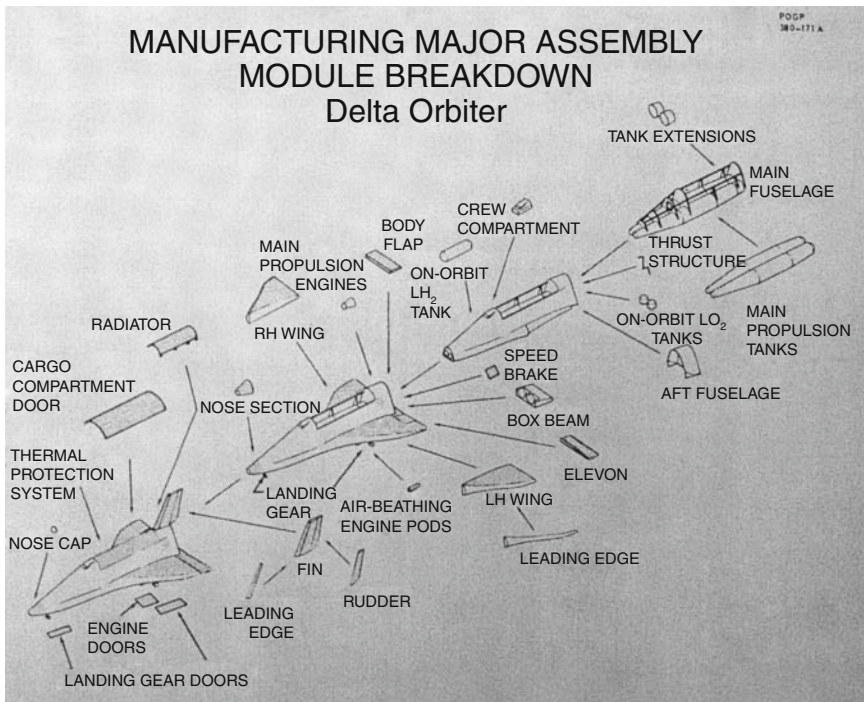 POGP
380-171A
MANUFACTURING MAJOR ASSEMBLY
MODULE BREAKDOWN
Delta Orbiter
TANK EXTENSIONS
MAIN
FUSELAGE
CREW
COMPARTMENT
BODY
FLAP
THRUST
STRUCTURE
MAIN
PROPULSION
ENGINES
ON-ORBIT
LH2
TANK
RH WING
RADIATOR
ON-ORBIT LO2
TANKS
MAIN
PROPULSION
TANKS
SPEED
BRAKE
AFT FUSELAGE
CARGO
COMPARTMENT
DOOR
NOSE SECTION
BOX BEAM
THERMAL
PROTECTION
SYSTEM
ELEVON
LANDING
GEAR
AIR-BEATHING
ENGINE PODS
LH WING
NOSE CAP
LEADING EDGE
FIN
RUDDER
LEADING
EDGE
ENGINE
DOORS
LANDING GEAR DOORS